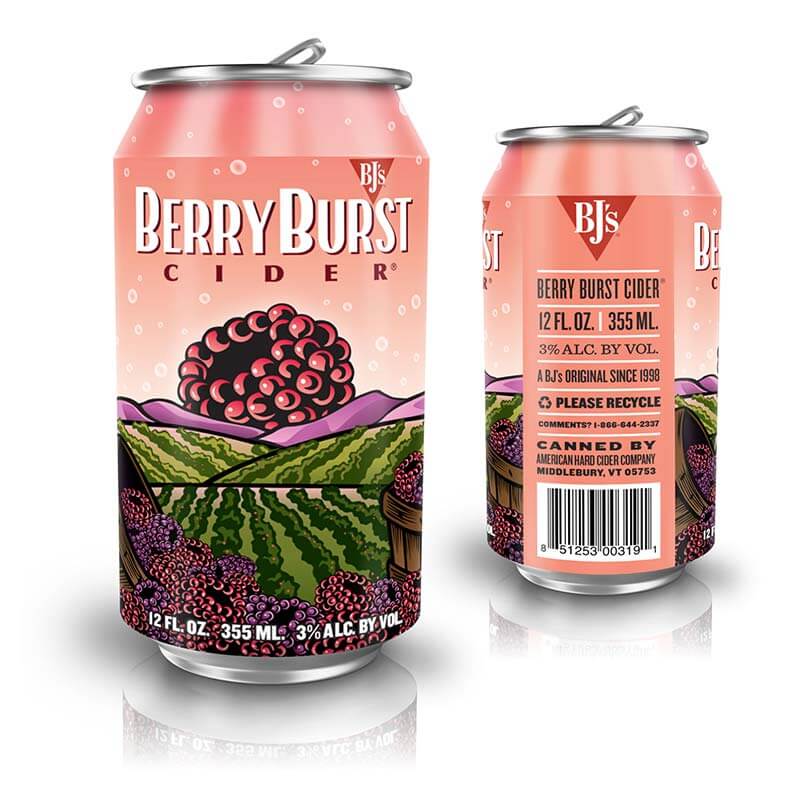 BJ's
BERRY BURST
CIDER®
12 FL. OZ. 355 ML. 3% ALC. BY VOL.
BJ's
BERRY BURST CIDER®
12 FL. OZ. | 355 ML.
3% ALC. BY VOL.
A BJ's ORIGINAL SINCE 1998
PLEASE RECYCLE
COMMENTS? 1-866-644-2337
CANNED BY
AMERICAN HARD CIDER COMPANY
MIDDLEBURY, VT 05753
8 51253 00319 1